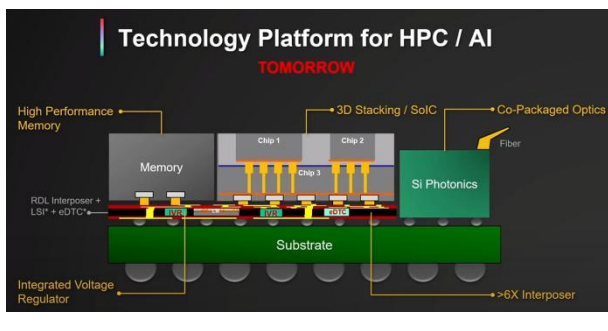 Technology Platform for HPC / AI
TOMORROW
High Performance
Memory
3D Stacking / SoIC
Co-Packaged Optics
Fiber
Chip 1
Chip 2
Chip 3
Memory
Si Photonics
RDL Interposer +
LSI* + eDTC*
IVR
IVR
eDTC
Substrate
Integrated Voltage
Regulator
>6X Interposer